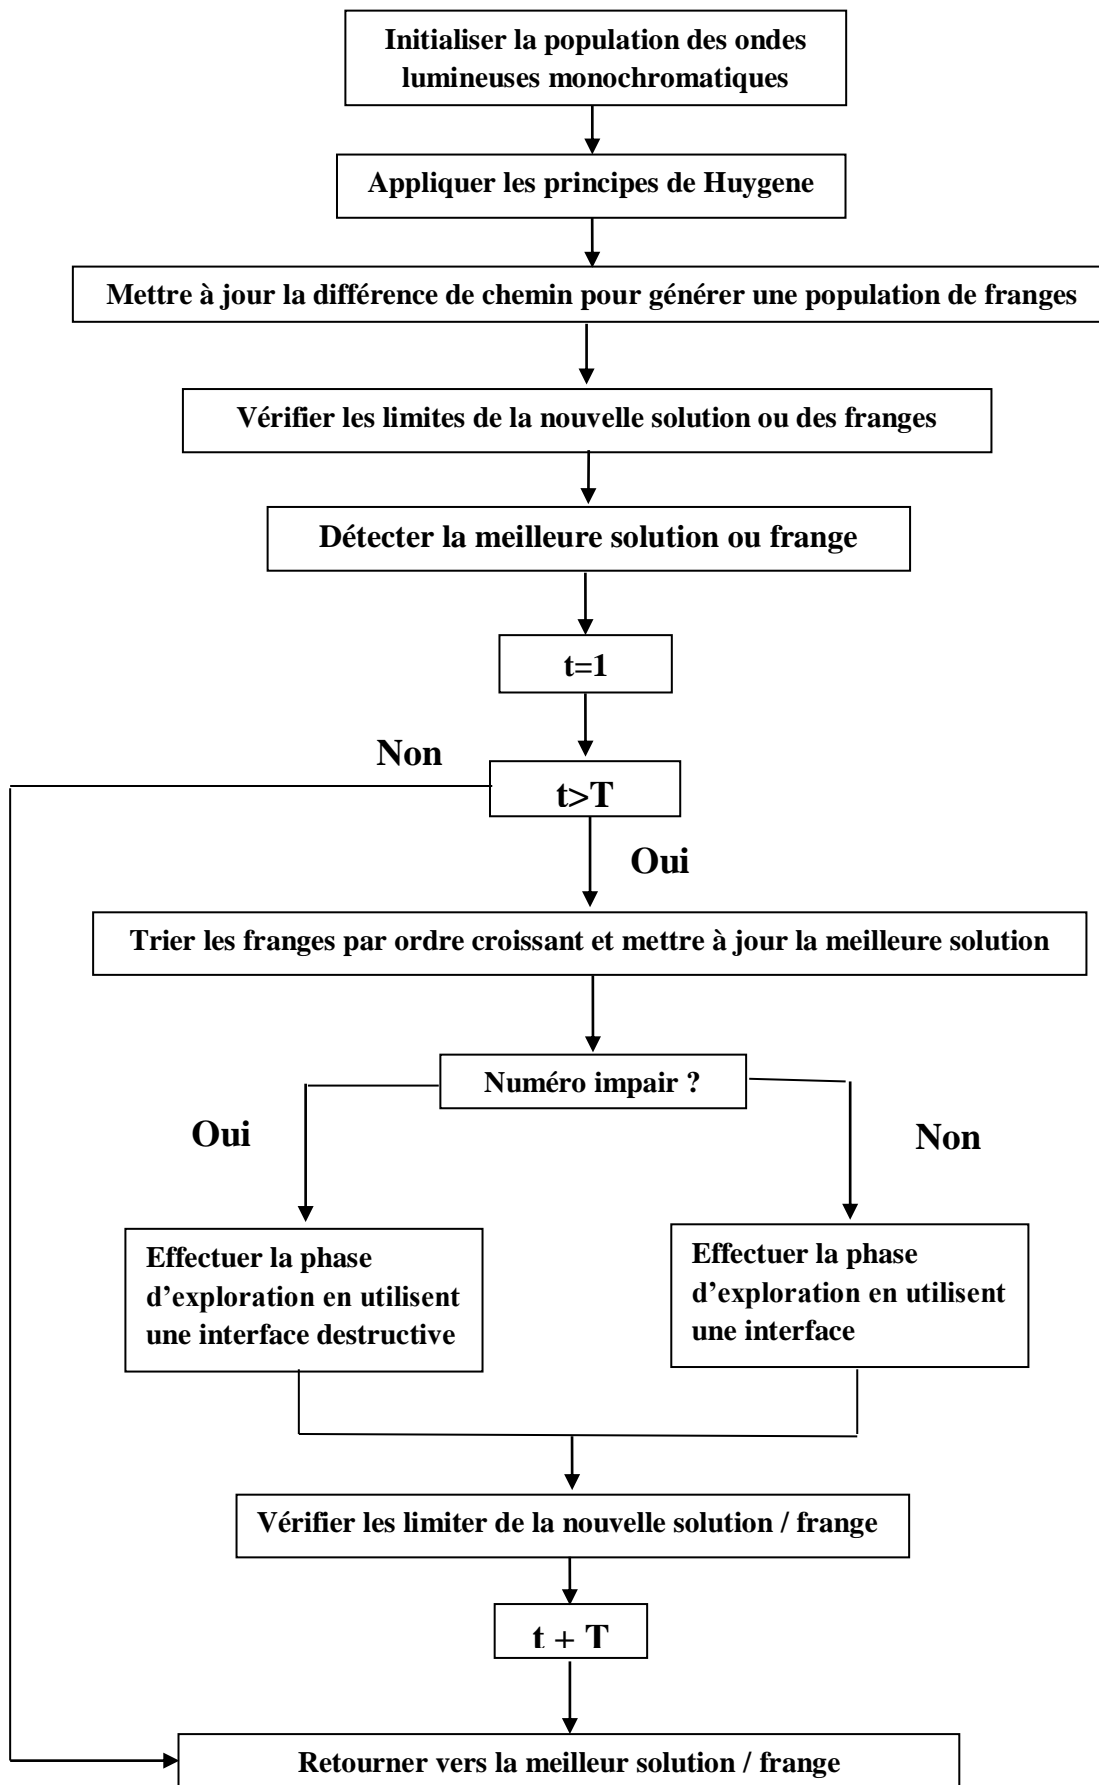 Initialiser la population des ondes
lumineuses monochromatiques
Appliquer les principes de Huygene
Mettre à jour la différence de chemin pour générer une population de franges
Vérifier les limites de la nouvelle solution ou des franges
Détecter la meilleure solution ou frange
t=1
Non
t>T
Oui
Trier les franges par ordre croissant et mettre à jour la meilleure solution
Numéro impair ?
Oui
Non
Effectuer la phase
d’exploration en utilisent
une interface destructive
Effectuer la phase
d’exploration en utilisent
une interface
Vérifier les limiter de la nouvelle solution / frange
t + T
Retourner vers la meilleur solution / frange